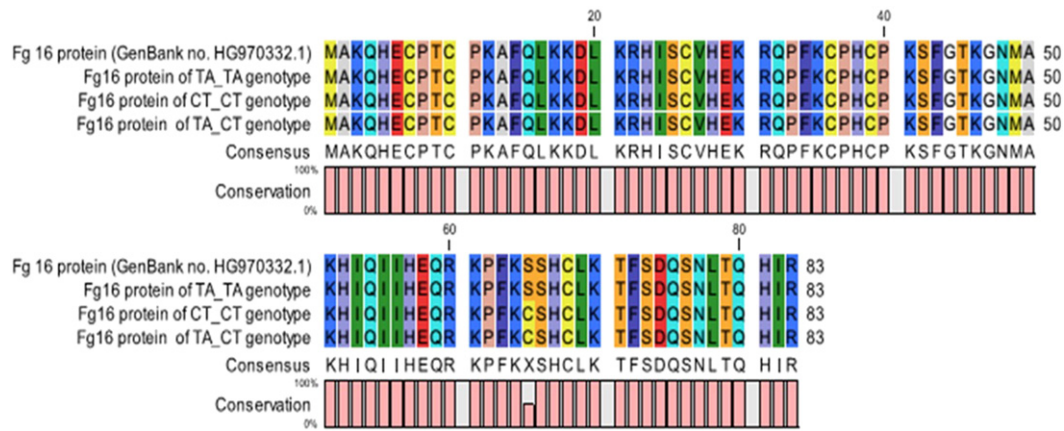 20 40
Fg 16 protein (GenBank no. HG970332.1) MAKQHECPTC PKAFQLKKDL KRHISCVHEK RQPFKCPHCP KSFGTKGNMA 50
Fg16 protein of TA_TA genotype MAKQHECPTC PKAFQLKKDL KRHISCVHEK RQPFKCPHCP KSFGTKGNMA 50
Fg16 protein of CT_CT genotype MAKQHECPTC PKAFQLKKDL KRHISCVHEK RQPFKCPHCP KSFGTKGNMA 50
Fg16 protein of TA_CT genotype MAKQHECPTC PKAFQLKKDL KRHISCVHEK RQPFKCPHCP KSFGTKGNMA 50
Consensus MAKQHECPTC PKAFQLKKDL KRHISCVHEK RQPFKCPHCP KSFGTKGNMA
100%
Conservation
0%
60 80
Fg 16 protein (GenBank no. HG970332.1) KHIQIIHEQR KPFKSSHCLK TFSDQSNLTQ HIR 83
Fg16 protein of TA_TA genotype KHIQIIHEQR KPFKSSHCLK TFSDQSNLTQ HIR 83
Fg16 protein of CT_CT genotype KHIQIIHEQR KPFKCSHCLK TFSDQSNLTQ HIR 83
Fg16 protein of TA_CT genotype KHIQIIHEQR KPFKCSHCLK TFSDQSNLTQ HIR 83
Consensus KHIQIIHEQR KPFKXSHCLK TFSDQSNLTQ HIR
100%
Conservation
0%